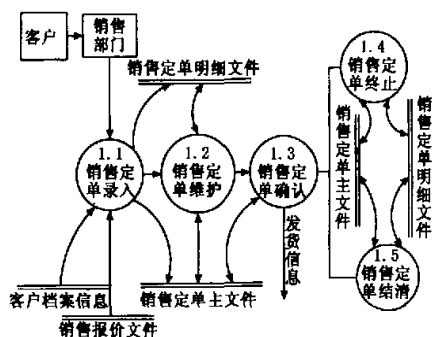 客户
销售
部门
销售定单明细文件
1.1
销售定
单录入
1.2
销售定
单维护
1.3
销售定
单确认
1.4
销售定
单终止
销售定单主文件
销售定单明细文件
1.5
销售定
单结清
发货信息
客户档案信息
销售定单主文件
销售报价文件